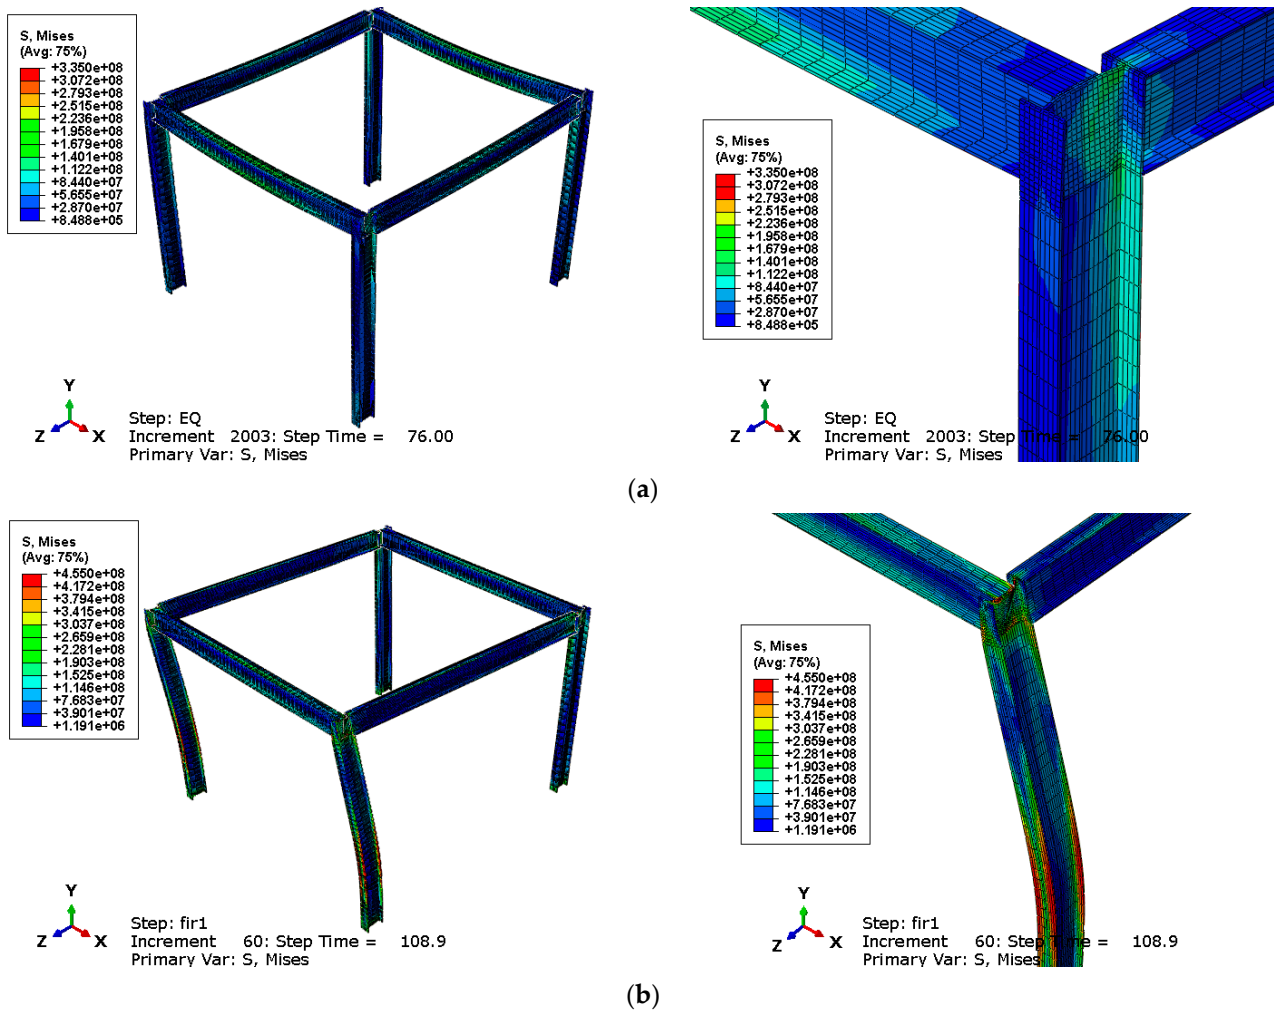 S, Mises
(Avg: 75%)
+3.350e+08
+3.072e+08
+2.793e+08
+2.515e+08
+2.236e+08
+1.958e+08
+1.679e+08
+1.401e+08
+1.122e+08
+8.440e+07
+5.655e+07
+2.870e+07
+8.488e+05
Y
Z
X
Step: EQ
Increment 2003: Step Time = 76.00
Primary Var: S, Mises
S, Mises
(Avg: 75%)
+3.350e+08
+3.072e+08
+2.793e+08
+2.515e+08
+2.236e+08
+1.958e+08
+1.679e+08
+1.401e+08
+1.122e+08
+8.440e+07
+5.655e+07
+2.870e+07
+8.488e+05
Y
Z
X
Step: EQ
Increment 2003: Step Time = 76.00
Primary Var: S, Mises
(a)
S, Mises
(Avg: 75%)
+4.550e+08
+4.172e+08
+3.794e+08
+3.415e+08
+3.037e+08
+2.659e+08
+2.281e+08
+1.903e+08
+1.525e+08
+1.146e+08
+7.683e+07
+3.901e+07
+1.191e+06
Y
Z
X
Step: fir1
Increment 60: Step Time = 108.9
Primary Var: S, Mises
S, Mises
(Avg: 75%)
+4.550e+08
+4.172e+08
+3.794e+08
+3.415e+08
+3.037e+08
+2.659e+08
+2.281e+08
+1.903e+08
+1.525e+08
+1.146e+08
+7.683e+07
+3.901e+07
+1.191e+06
Y
Z
X
Step: fir1
Increment 60: Step Time = 108.9
Primary Var: S, Mises
(b)